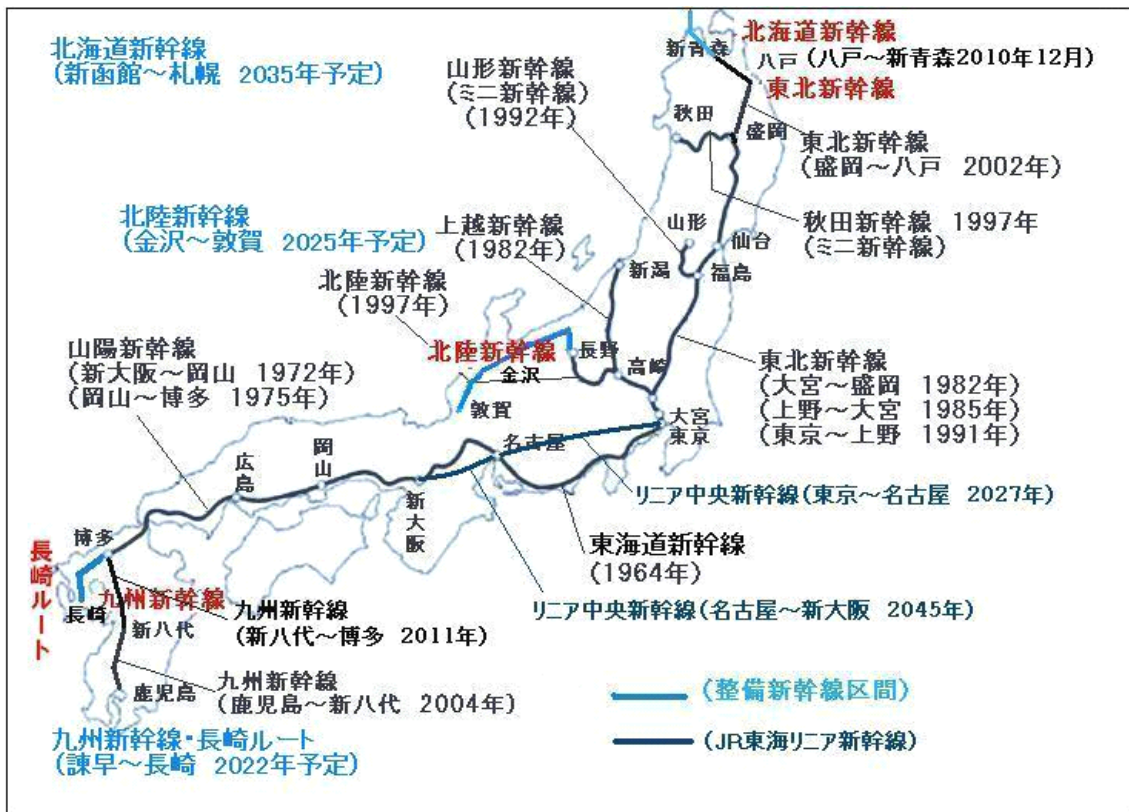 北海道新幹線
(新函館～札幌 2035年予定)
北海道新幹線
新青森
八戸 (八戸～新青森2010年12月)
東北新幹線
山形新幹線
(ミニ新幹線)
(1992年)
秋田
盛岡
東北新幹線
(盛岡～八戸 2002年)
北陸新幹線
(金沢～敦賀 2025年予定)
上越新幹線
(1982年)
山形
秋田新幹線 1997年
(ミニ新幹線)
仙台
新潟
福島
北陸新幹線
(1997年)
山陽新幹線
(新大阪～岡山 1972年)
(岡山～博多 1975年)
北陸新幹線
長野
金沢
高崎
敦賀
東北新幹線
(大宮～盛岡 1982年)
(上野～大宮 1985年)
(東京～上野 1991年)
大宮
東京
名古屋
岡山
広島
新大阪
リニア中央新幹線(東京～名古屋 2027年)
博多
東海道新幹線
(1964年)
長崎ルート
九州新幹線
長崎
九州新幹線
(新八代～博多 2011年)
リニア中央新幹線(名古屋～新大阪 2045年)
新八代
鹿児島
九州新幹線
(鹿児島～新八代 2004年)
(整備新幹線区間)
九州新幹線・長崎ルート
(諫早～長崎 2022年予定)
(JR東海リニア新幹線)